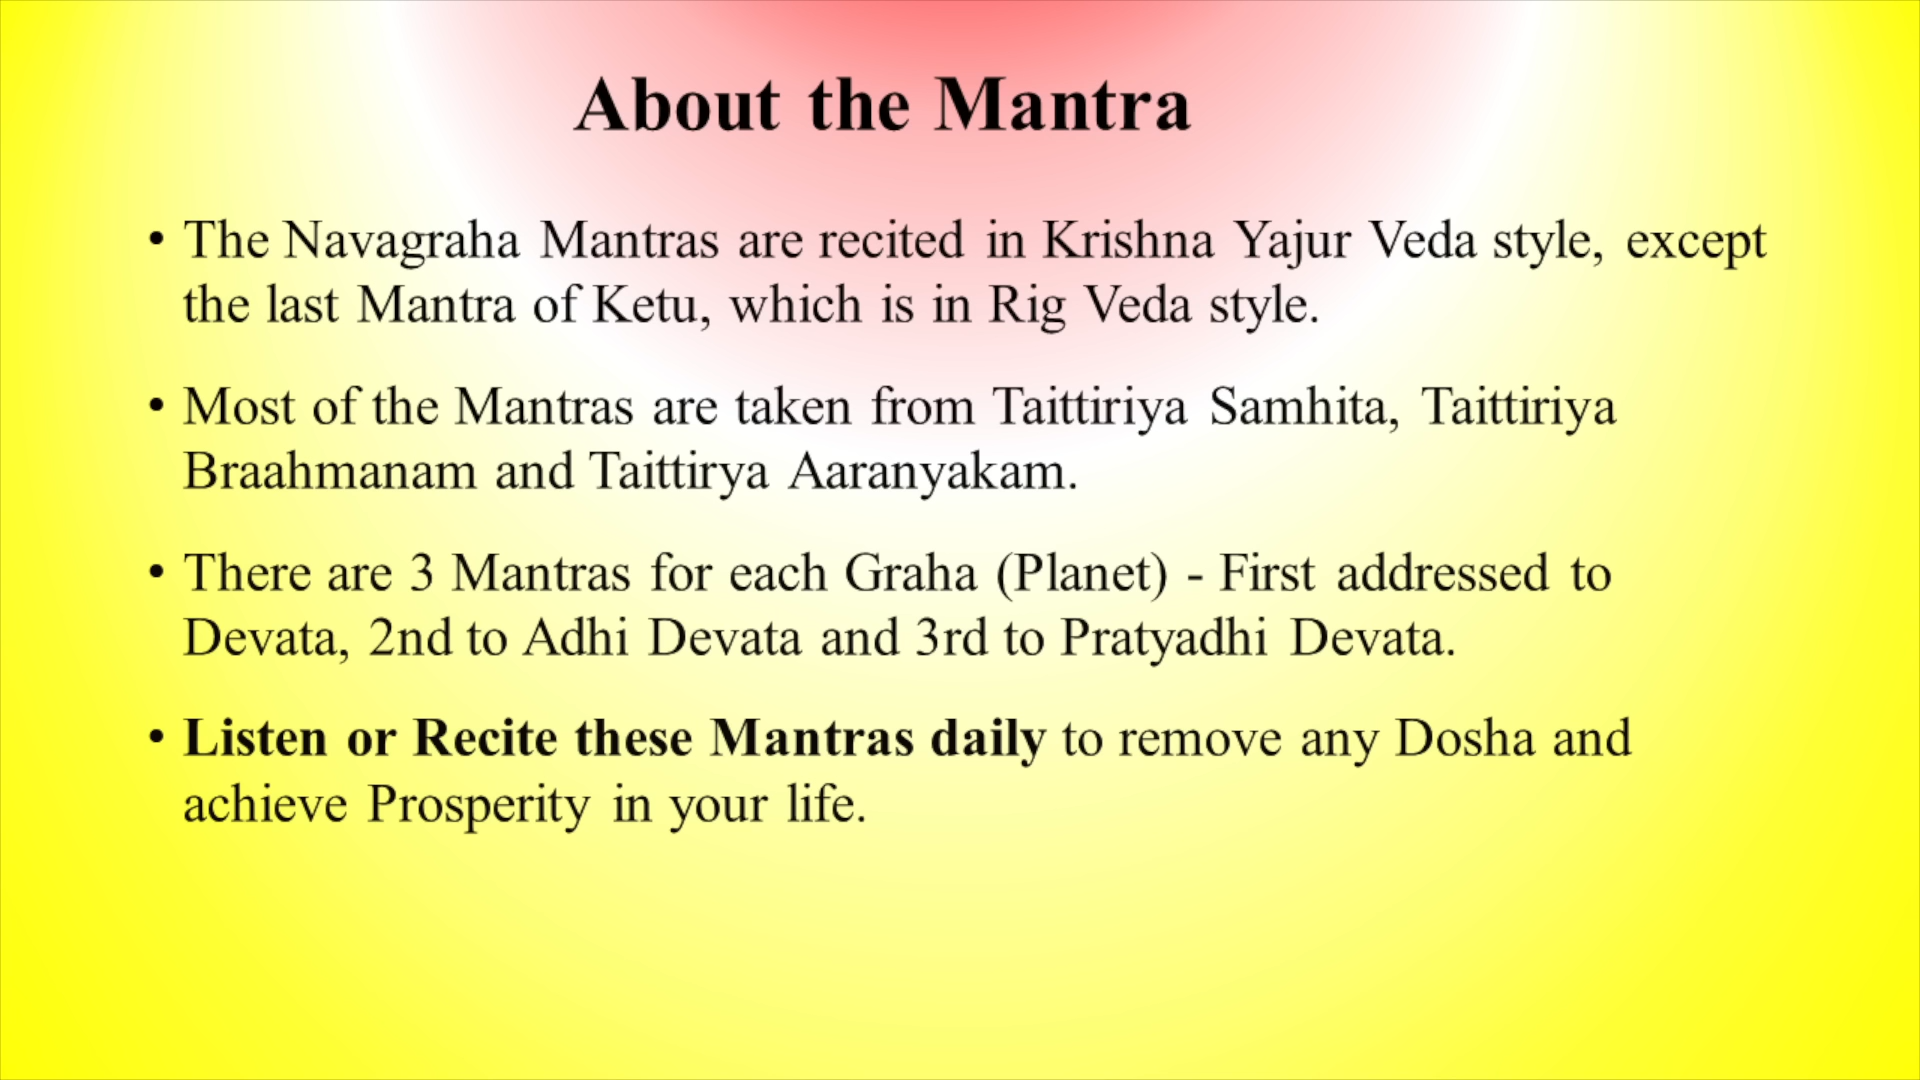 About the Mantra
• The Navagraha Mantras are recited in Krishna Yajur Veda style, except
the last Mantra of Ketu, which is in Rig Veda style.
• Most of the Mantras are taken from Taittiriya Samhita, Taittiriya
Braahmanam and Taittirya Aaranyakam.
• There are 3 Mantras for each Graha (Planet) - First addressed to
Devata, 2nd to Adhi Devata and 3rd to Pratyadhi Devata.
• Listen or Recite these Mantras daily to remove any Dosha and
achieve Prosperity in your life.